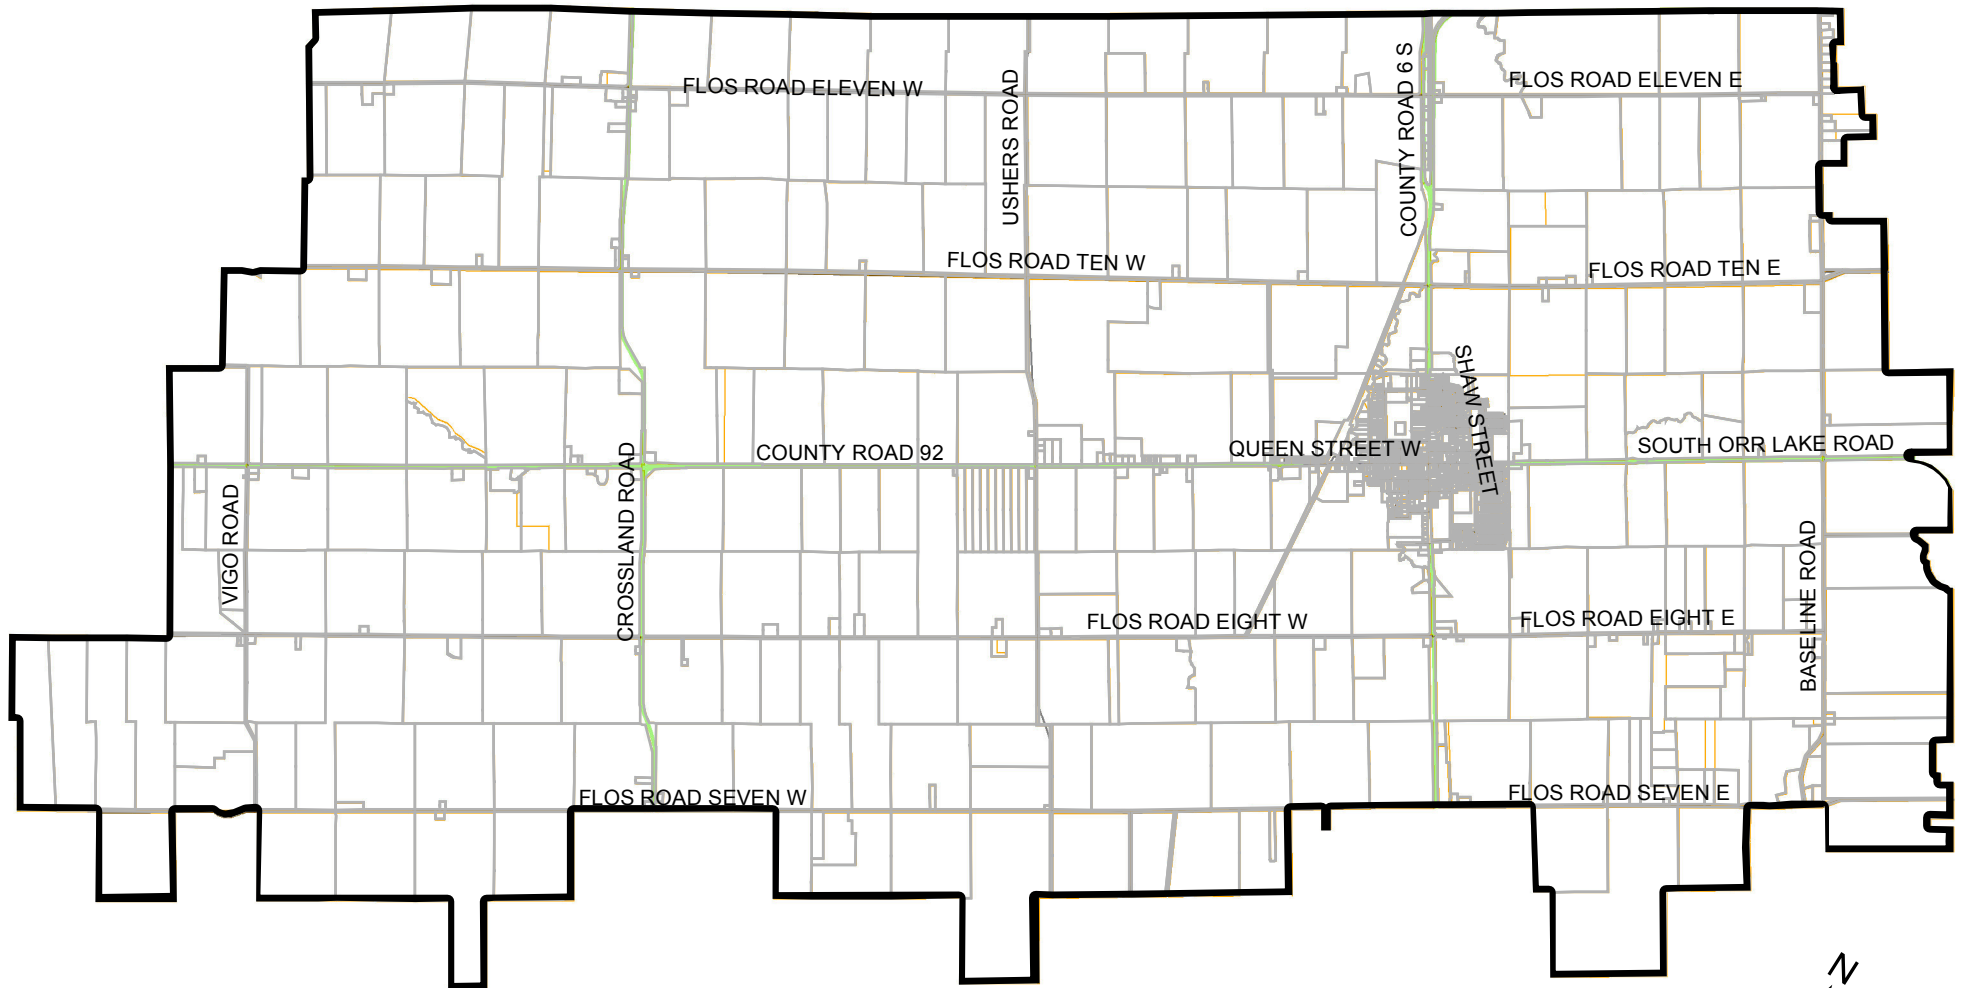 FLOS ROAD ELEVEN W
FLOS ROAD ELEVEN E
USHERS ROAD
COUNTY ROAD 6 S
FLOS ROAD TEN W
FLOS ROAD TEN E
SHAW STREET
COUNTY ROAD 92
QUEEN STREET W
SOUTH ORR LAKE ROAD
VIGO ROAD
CROSSLAND ROAD
BASELINE ROAD
FLOS ROAD EIGHT W
FLOS ROAD EIGHT E
FLOS ROAD SEVEN W
FLOS ROAD SEVEN E
N